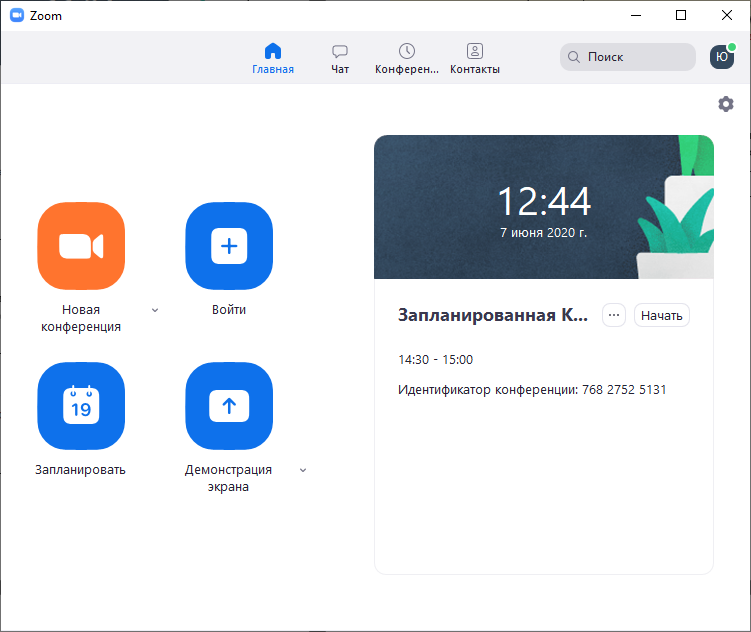 Zoom
Главная
Чат
Конферен...
Контакты
Поиск
Ю
12:44
7 июня 2020 г.
Новая
конференция
Войти
Запланированная К...
...
Начать
14:30 - 15:00
Идентификатор конференции: 768 2752 5131
19
Запланировать
Демонстрация
экрана